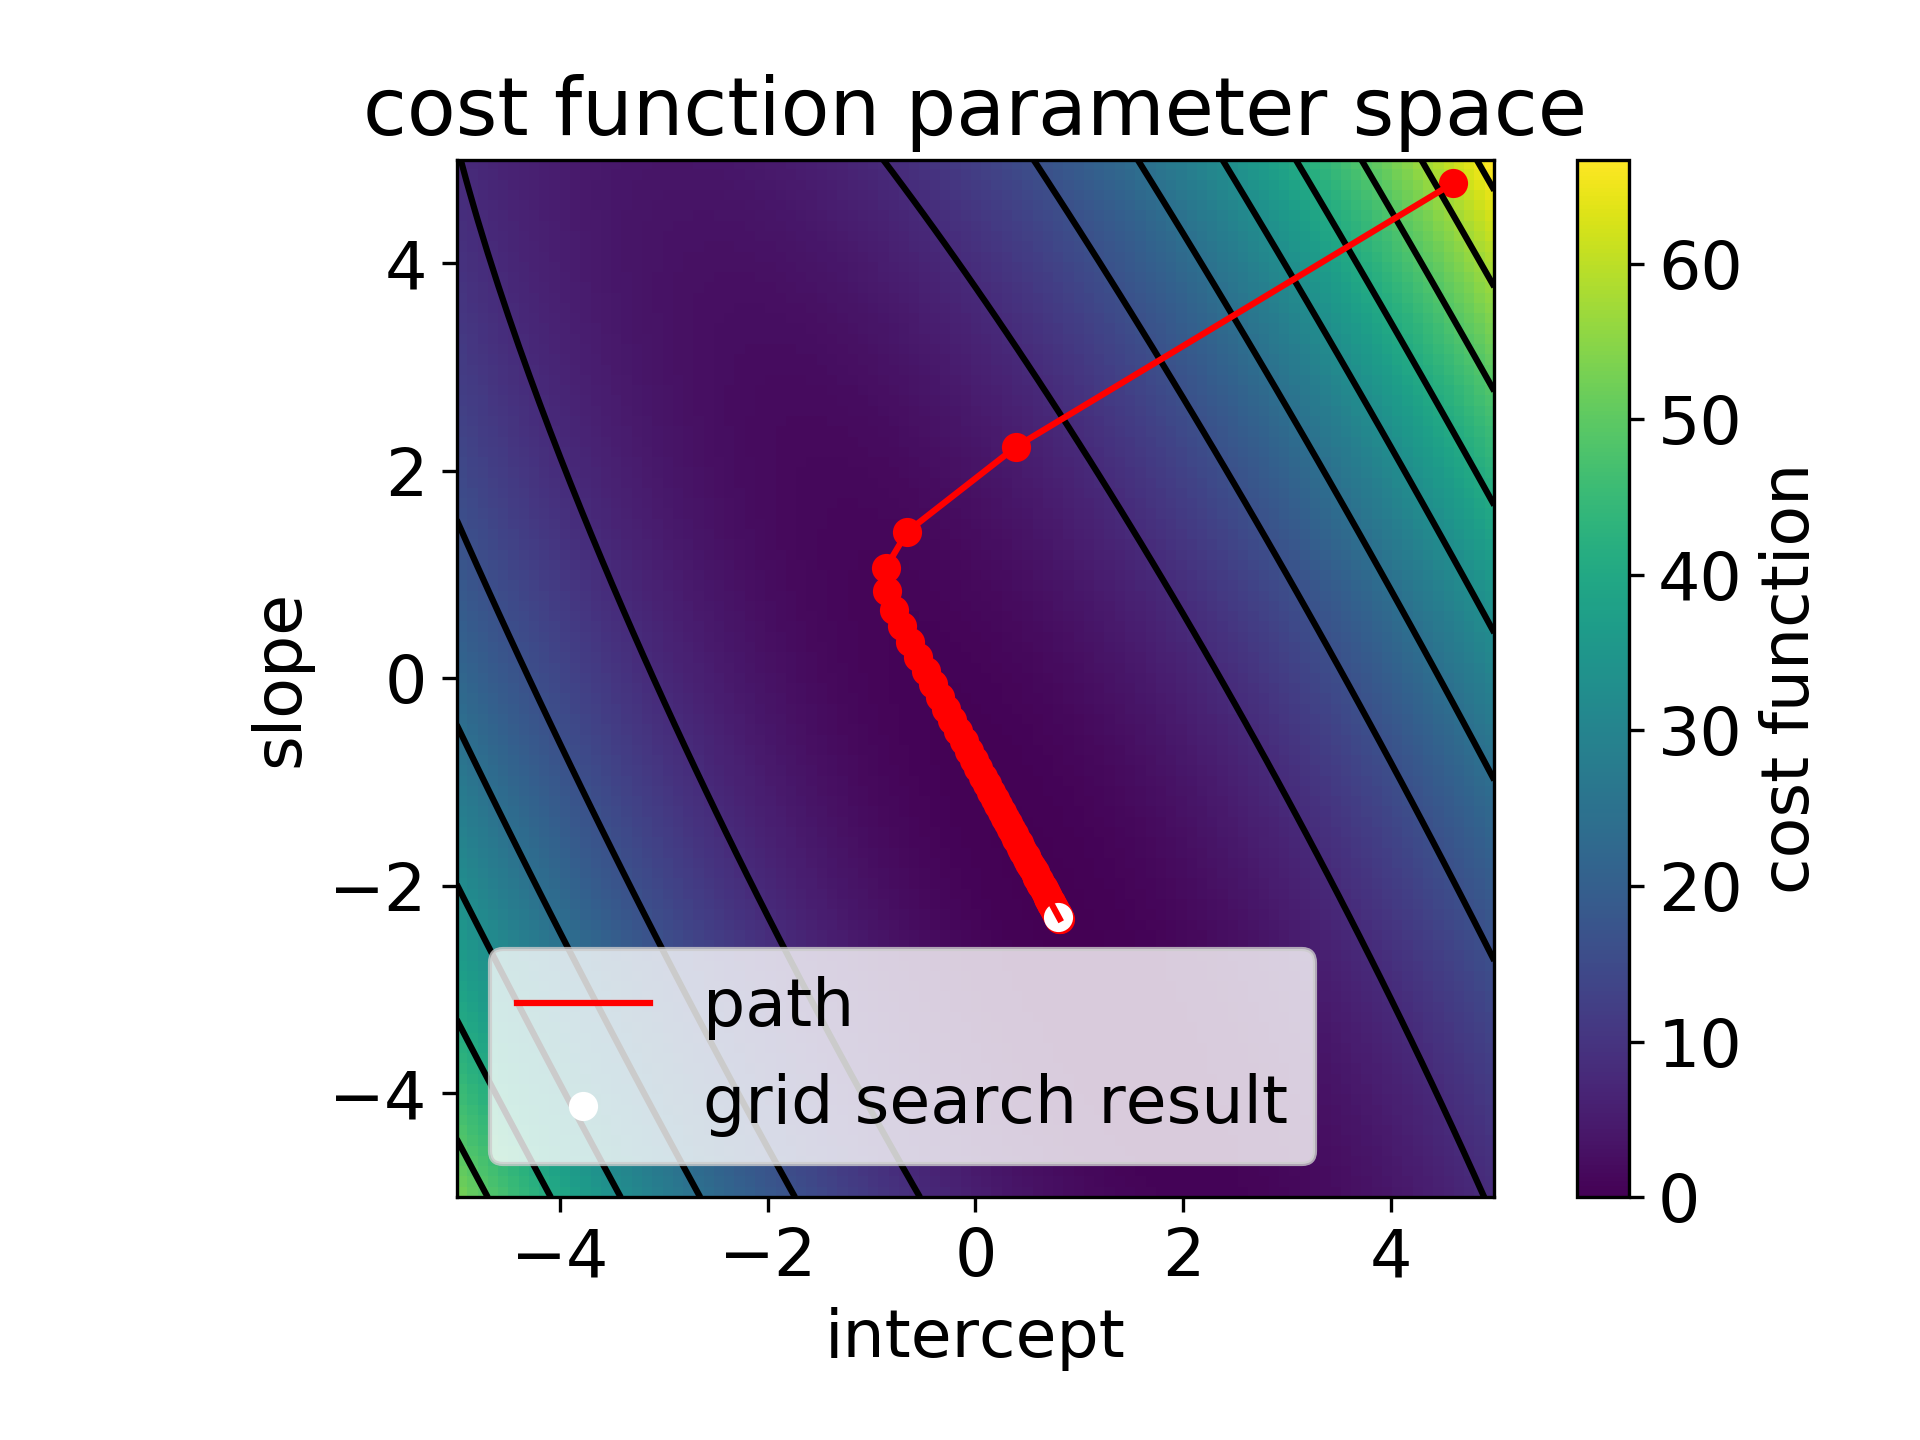 cost function parameter space
slope
4
2
0
−2
−4
path
grid search result
−4
−2
0
2
4
intercept
60
50
40
30
20
10
0
cost function